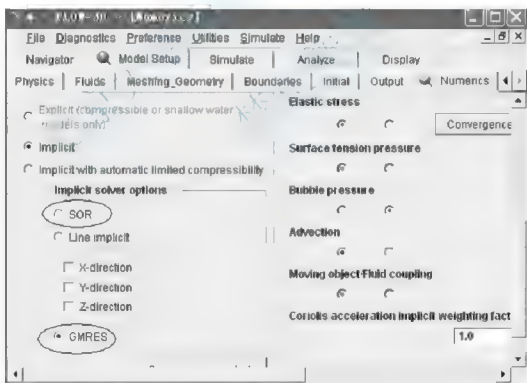 File Diagnostics Preference Utilities Simulate Help
Navigator Model Setup Simulate Analyze Display
Physics Fluids Meshing_Geometry Boundaries Initial Output Numerics
Explicit (compressible or shallow water
models only)
Implicit
Implicit with automatic limited compressibility
Implicit solver options
SOR
Line implicit
X-direction
Y-direction
Z-direction
GMRES
Elastic stress
Convergence
Surface tension pressure
Bubble pressure
Advection
Moving object/Fluid coupling
Coriolis acceleration implicit weighting fact
1.0